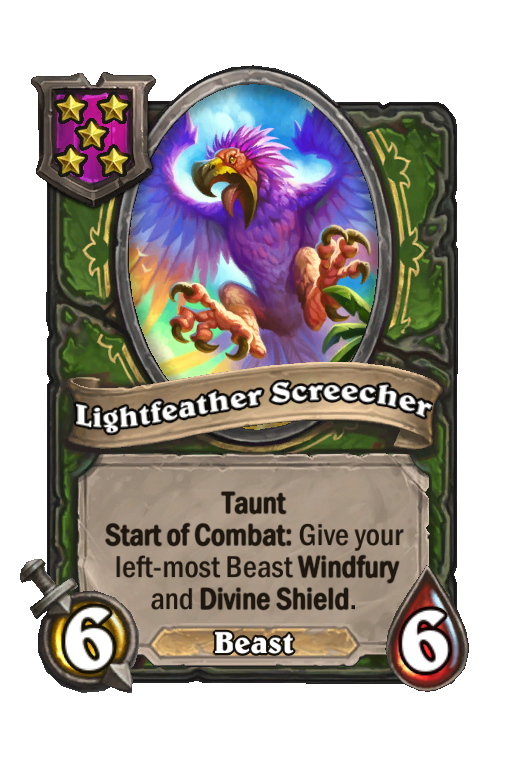 Lightfeather Screecher
Taunt
Start of Combat: Give your
left-most Beast Windfury
and Divine Shield.
6
Beast
6